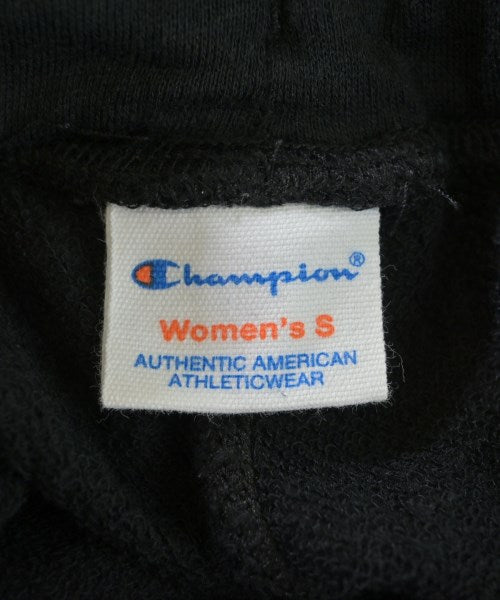 Champion®
Women's S
AUTHENTIC AMERICAN
ATHLETICWEAR